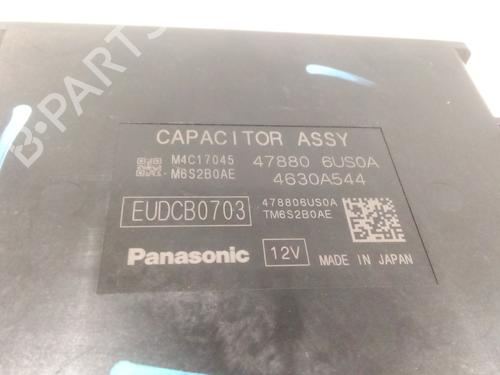 B-PARTS
CAPACITOR ASSY
M4C17045 47880 6US0A
M6S2B0AE 4630A544
EUDCB0703 478806US0A
TM6S2B0AE
Panasonic 12V MADE IN JAPAN